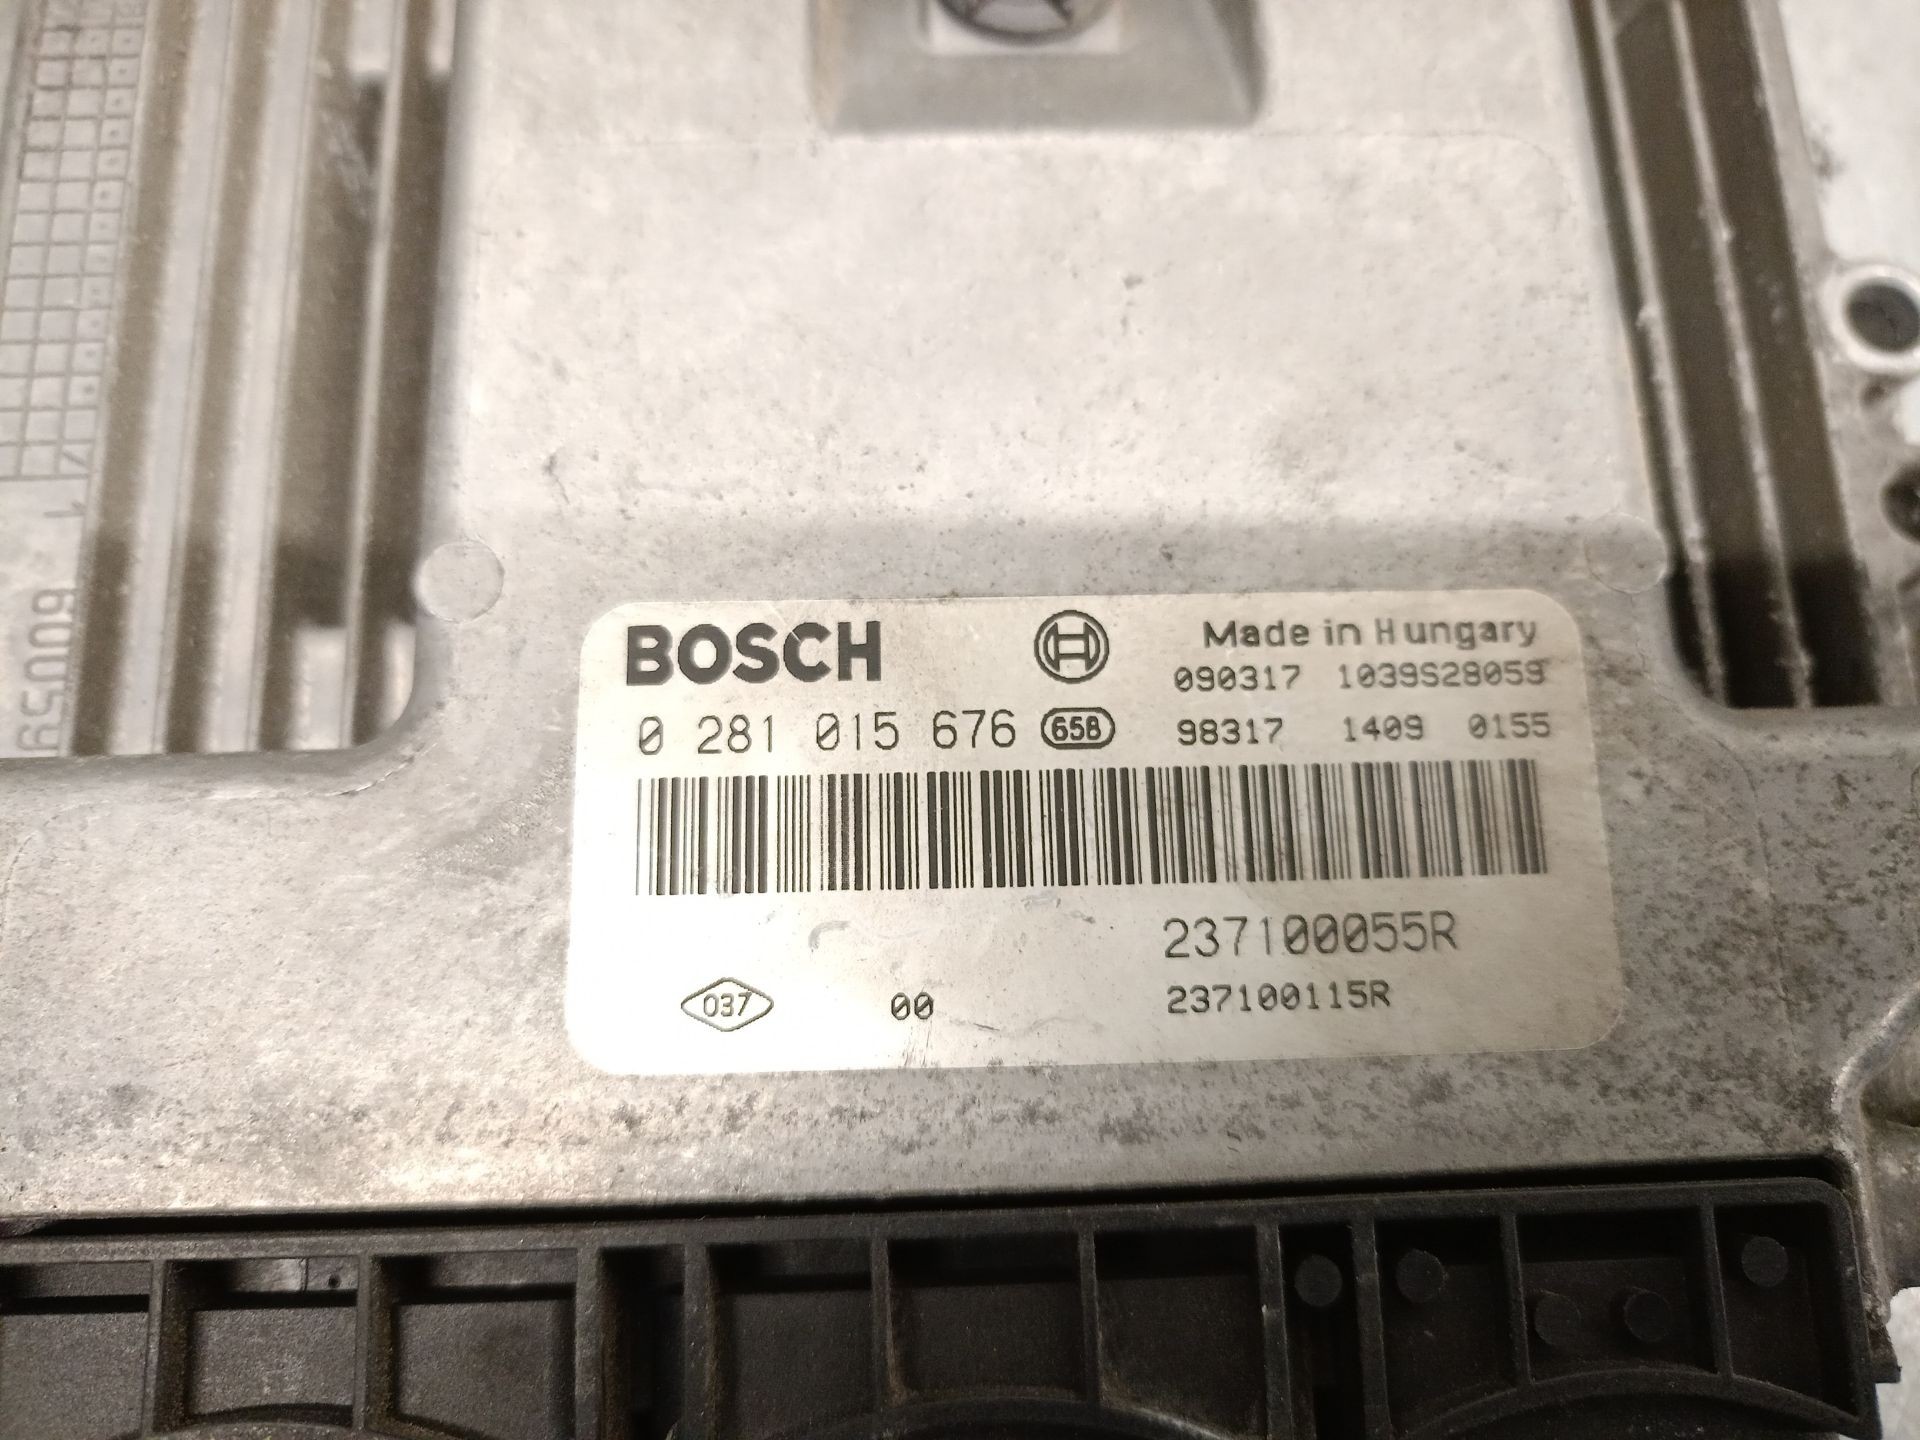 BOSCH
Made in Hungary
090317 1039S28059
0 281 015 676 658 98317 1409 0155
237100055R
037 00 237100115R